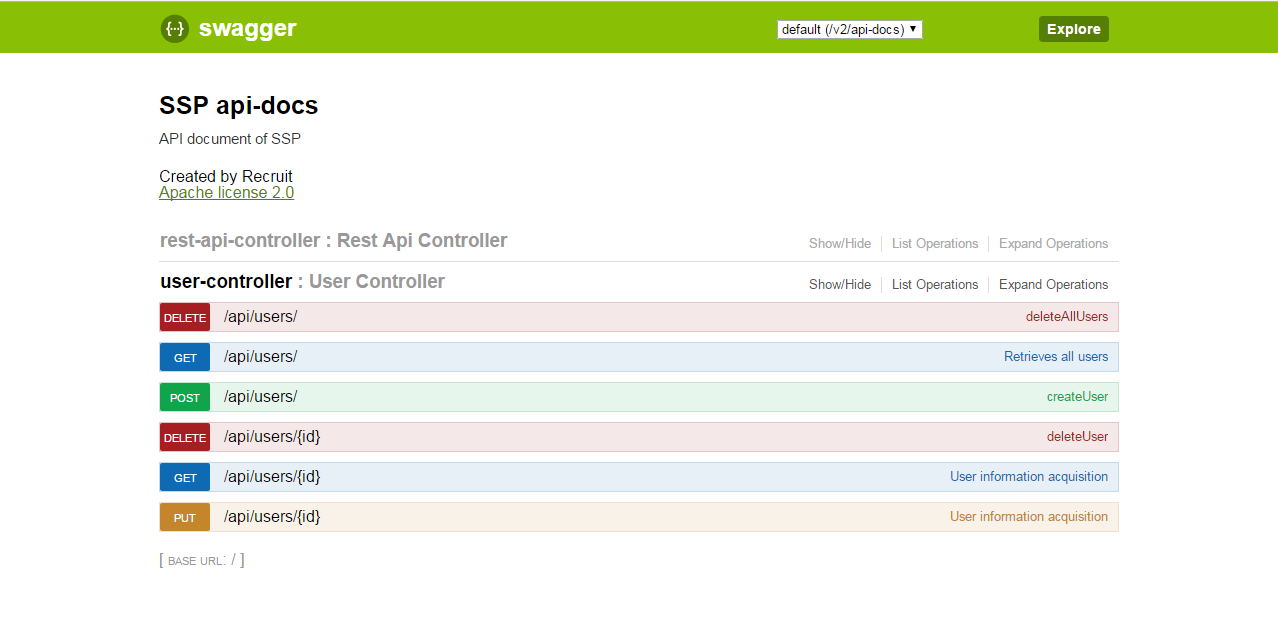 {···} swagger default (/v2/api-docs) ▼ Explore
SSP api-docs
API document of SSP
Created by Recruit
Apache license 2.0
rest-api-controller : Rest Api Controller Show/Hide List Operations Expand Operations
user-controller : User Controller Show/Hide List Operations Expand Operations
DELETE /api/users/ deleteAllUsers
GET /api/users/ Retrieves all users
POST /api/users/ createUser
DELETE /api/users/{id} deleteUser
GET /api/users/{id} User information acquisition
PUT /api/users/{id} User information acquisition
[ BASE URL: / ]